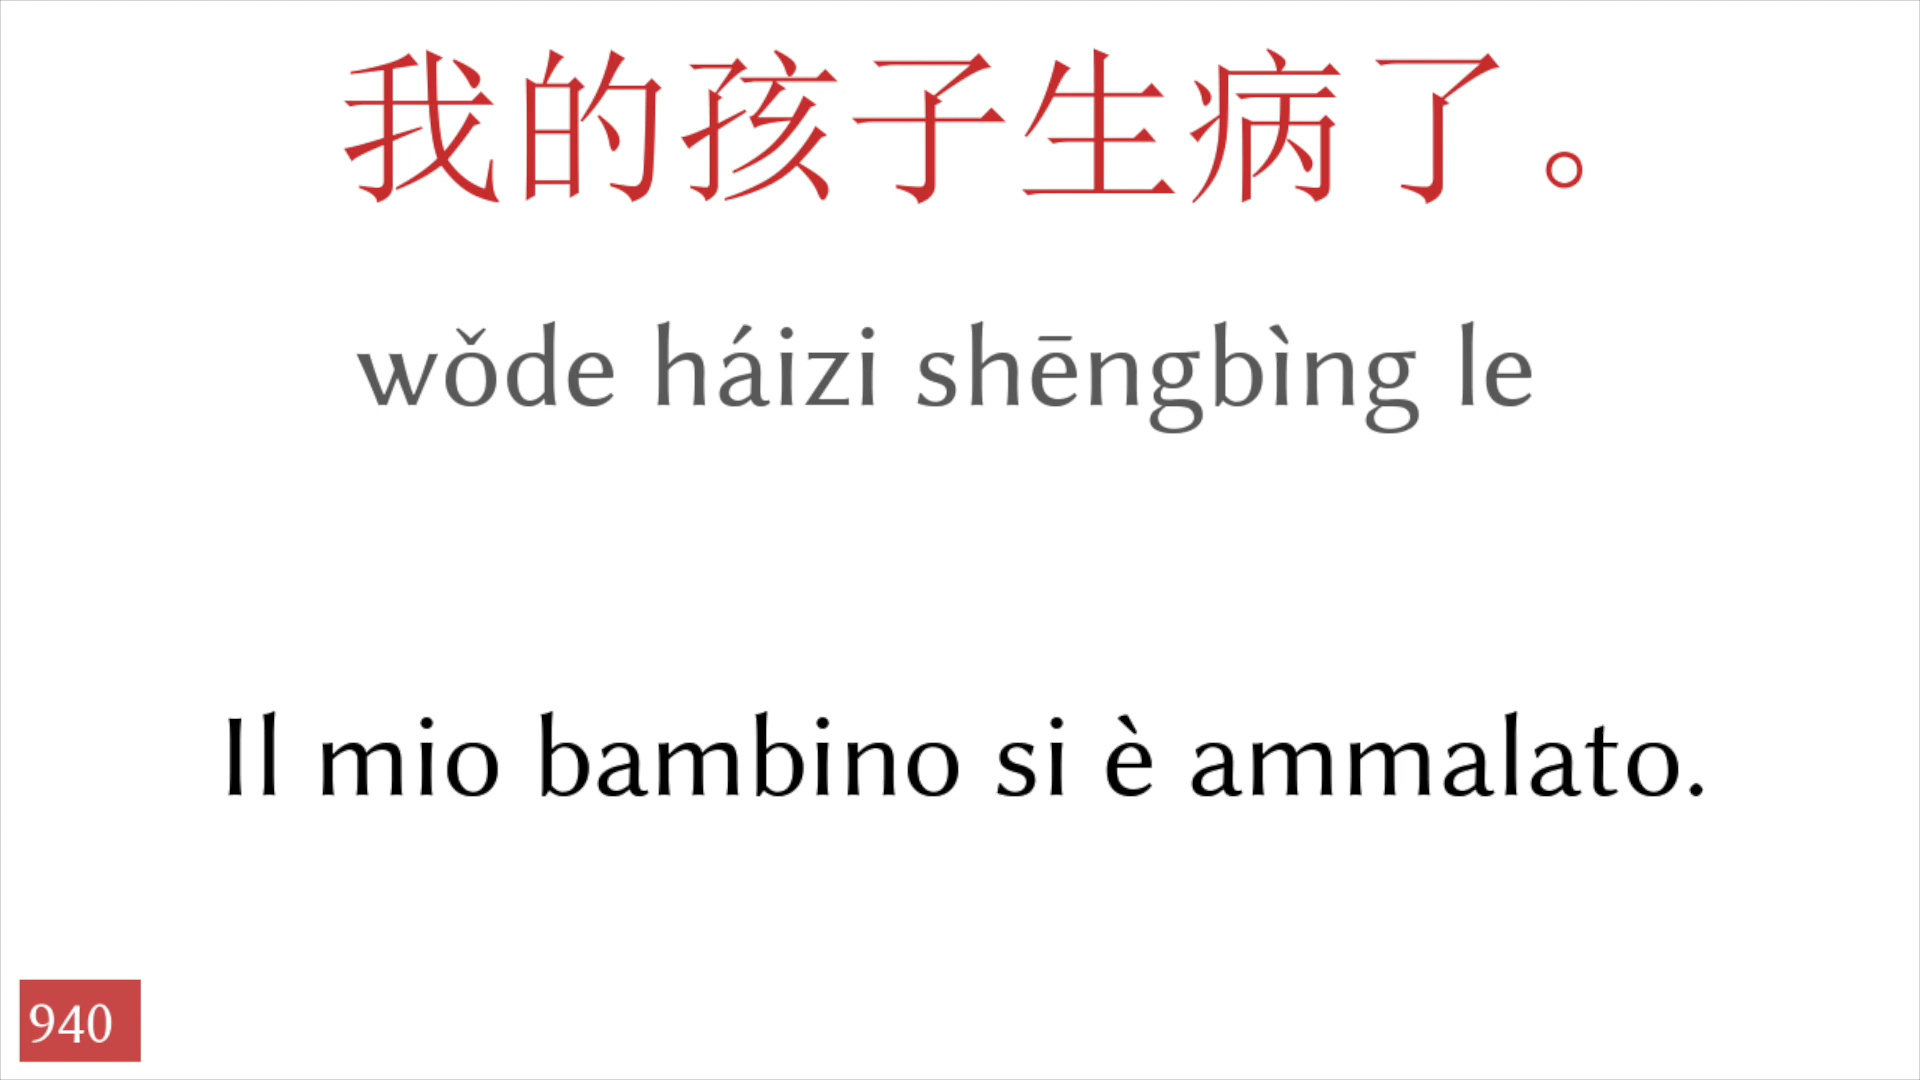 我的孩子生病了。
wǒde háizi shēngbìng le
Il mio bambino si è ammalato.
940